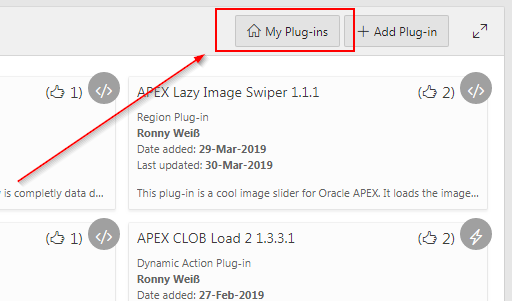 My Plug-ins
Add Plug-in
( 1)
APEX Lazy Image Swiper 1.1.1
( 2)
Region Plug-in
Ronny Weiß
Date added: 29-Mar-2019
Last updated: 30-Mar-2019
y is completly data d...
This plug-in is a cool image slider for Oracle APEX. It loads the image...
( 1)
APEX CLOB Load 2 1.3.3.1
( 2)
Dynamic Action Plug-in
Ronny Weiß
Date added: 27-Feb-2019